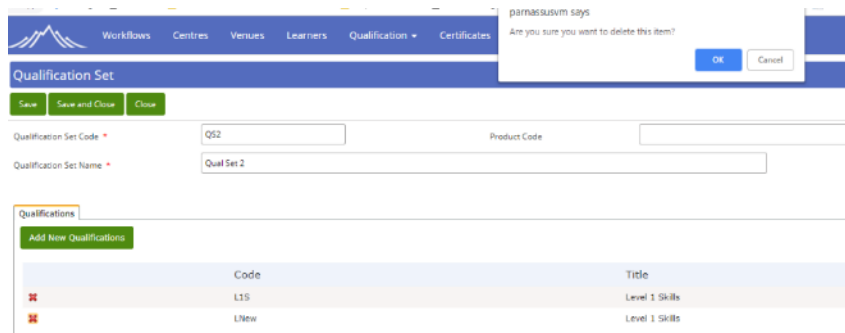 parnassusvm says
Are you sure you want to delete this item?
OK Cancel
Workflows Centres Venues Learners Qualification Certificates
Qualification Set
Save Save and Close Close
Qualification Set Code * QS2 Product Code
Qualification Set Name * Qual Set 2
Qualifications
Add New Qualifications
Code Title
L1S Level 1 Skills
LNew Level 1 Skills